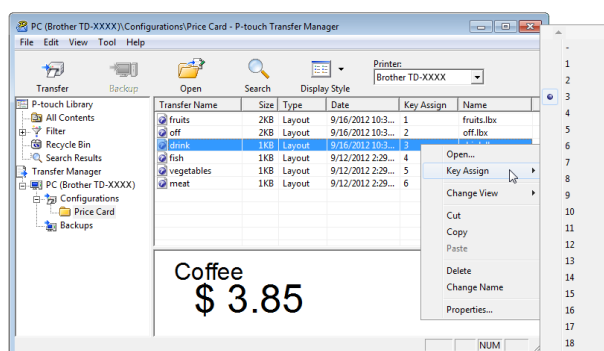 PC (Brother TD-XXXX)\Configurations\Price Card - P-touch Transfer Manager
File Edit View Tool Help
Transfer Backup Open Search Display Style
Printer:
Brother TD-XXXX
P-touch Library
All Contents
Filter
Recycle Bin
Search Results
Transfer Manager
PC (Brother TD-XXXX)
Configurations
Price Card
Backups
Transfer Name Size Type Date Key Assign Name
fruits 2KB Layout 9/16/2012 10:3... 1 fruits.lbx
off 2KB Layout 9/16/2012 10:3... 2 off.lbx
drink 1KB Layout 9/16/2012 10:3... 3
fish 1KB Layout 9/12/2012 2:29... 4
vegetables 1KB Layout 9/12/2012 2:29... 5
meat 1KB Layout 9/12/2012 2:29... 6
Open...
Key Assign
Change View
Cut
Copy
Paste
Delete
Change Name
Properties...
-
1
2
3
4
5
6
7
8
9
10
11
12
13
14
15
16
17
18
Coffee
$ 3.85
NUM